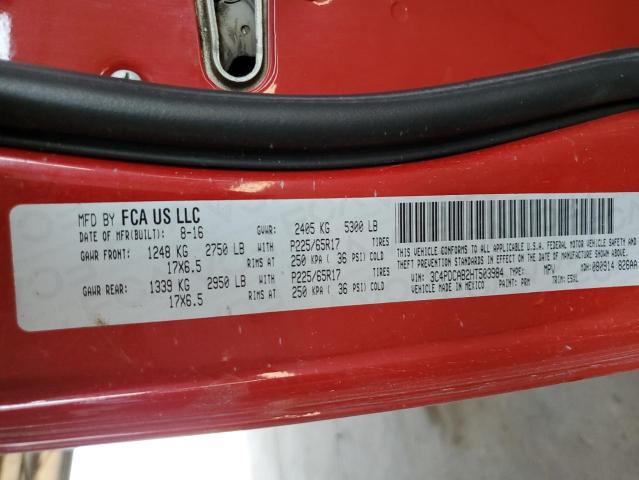 MFD BY FCA US LLC
DATE OF MFR(BUILT): 8-16 GVWR: 2405 KG 5300 LB
GAWR FRONT: 1248 KG 2750 LB WITH P225/65R17 TIRES
17X6.5 RIMS AT 250 KPA ( 36 PSI) COLD
GAWR REAR: 1339 KG 2950 LB WITH P225/65R17 TIRES
17X6.5 RIMS AT 250 KPA ( 36 PSI) COLD
THIS VEHICLE CONFORMS TO ALL APPLICABLE U.S.A. FEDERAL MOTOR VEHICLE SAFETY, BUMPER, AND
THEFT PREVENTION STANDARDS IN EFFECT ON THE DATE OF MANUFACTURE SHOWN ABOVE.
VIN: 3C4PDCAB2HT503984 TYPE: MPV MDH: 080914 826AA
VEHICLE MADE IN MEXICO PAINT: PRM TRIM: